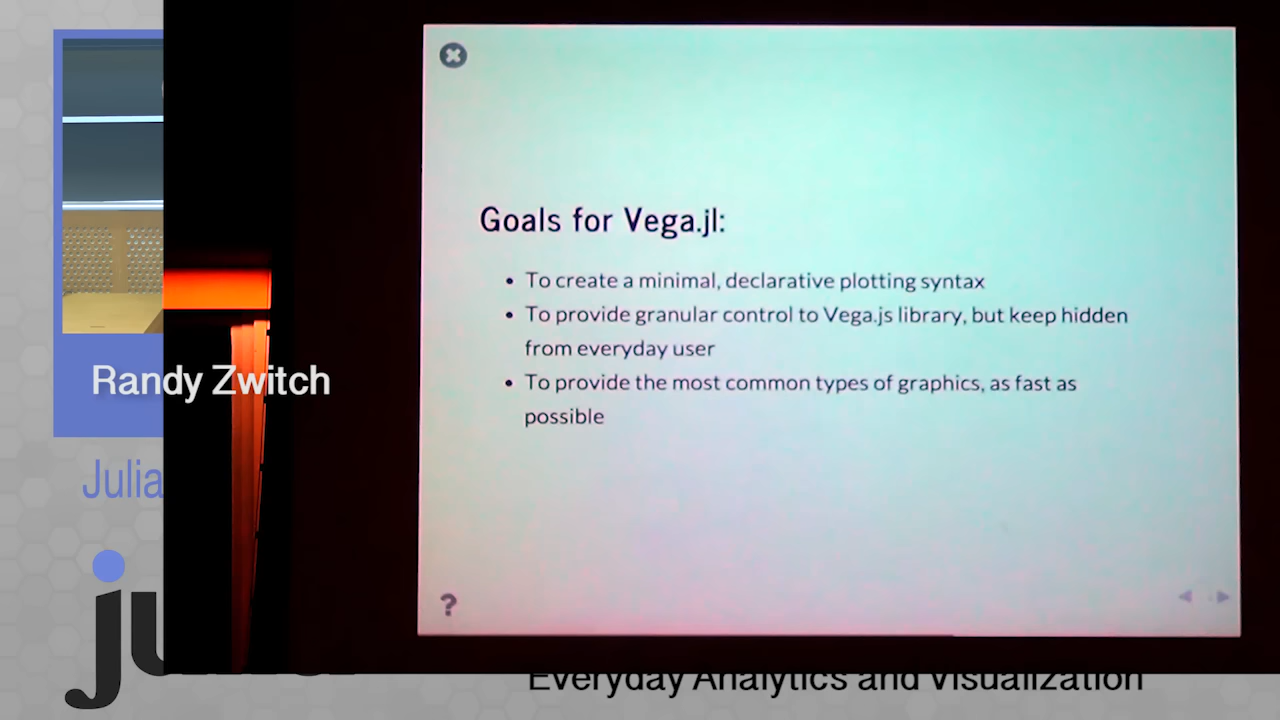 Goals for Vega.jl:
• To create a minimal, declarative plotting syntax
• To provide granular control to Vega.js library, but keep hidden
from everyday user
• To provide the most common types of graphics, as fast as
possible
?
Randy Zwitch
Julia
ju
Everyday Analytics and Visualization